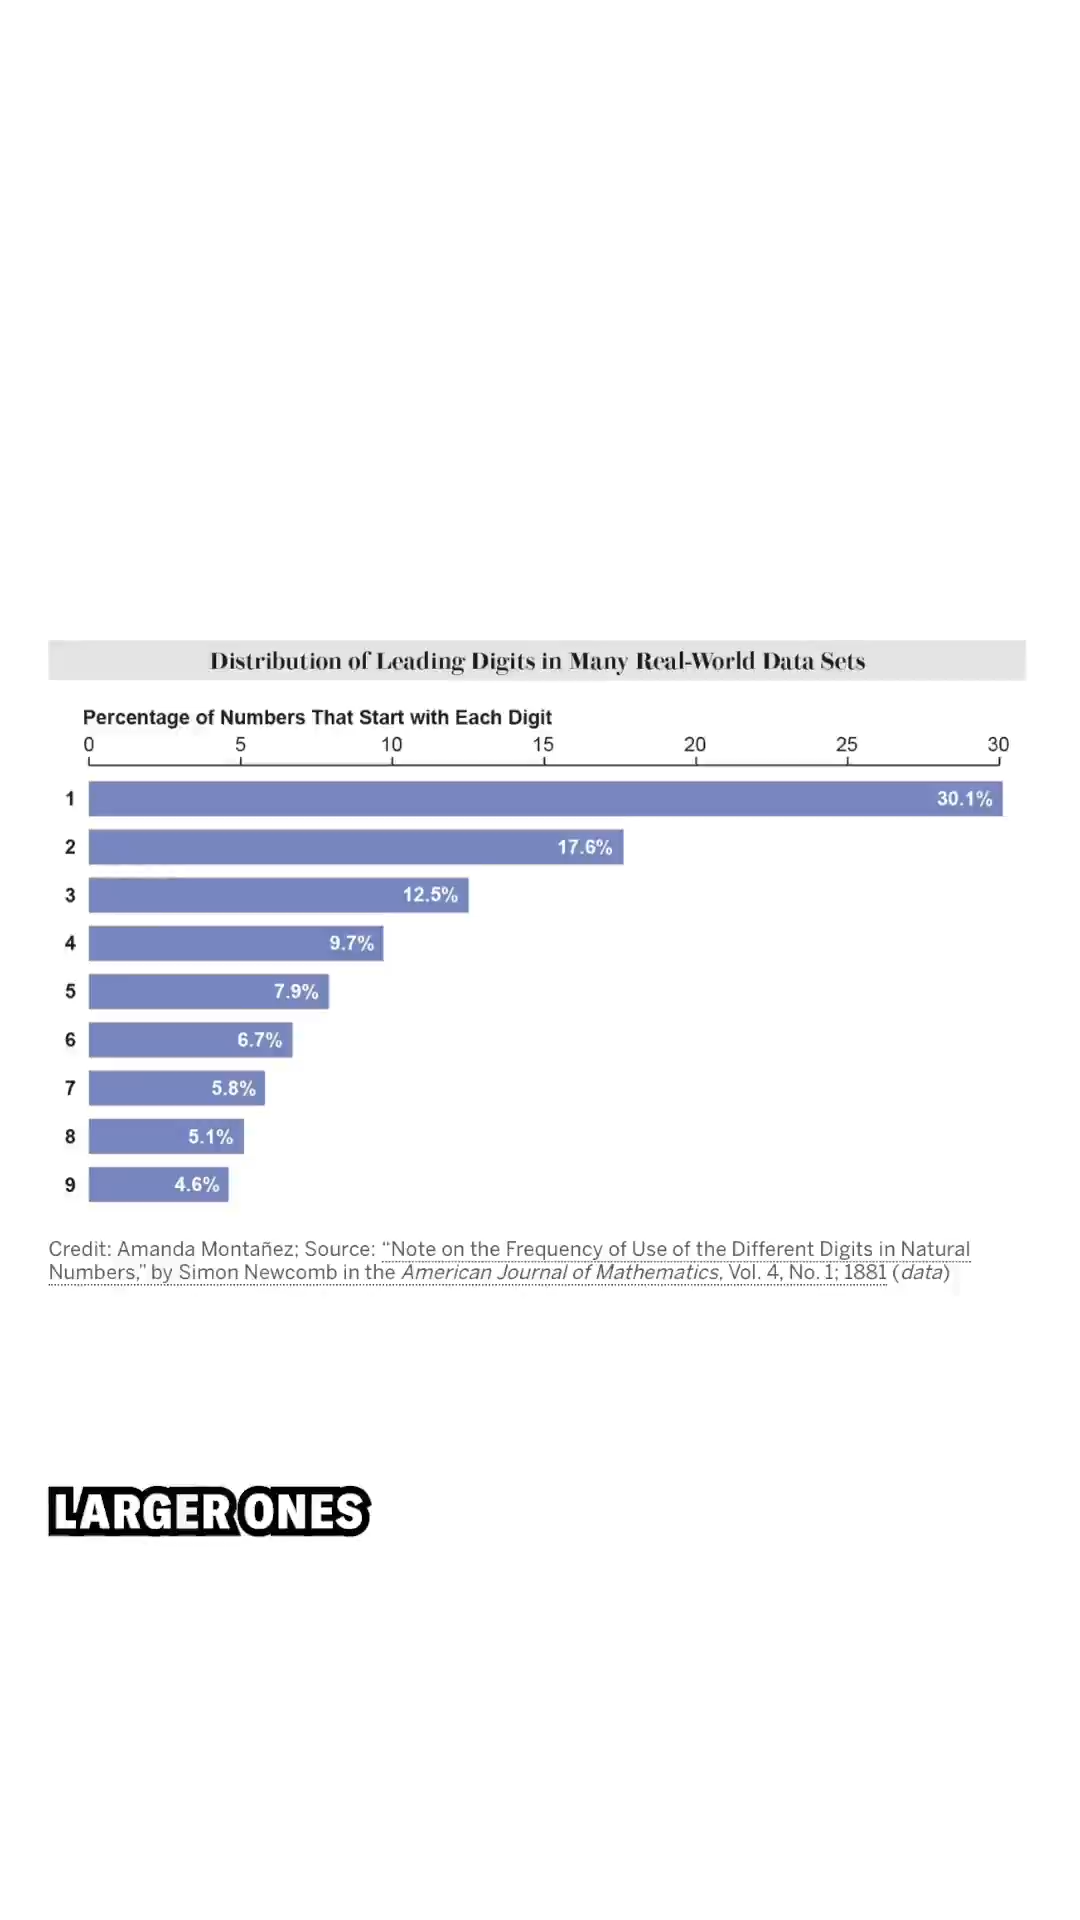 Distribution of Leading Digits in Many Real-World Data Sets
Percentage of Numbers That Start with Each Digit
0 5 10 15 20 25 30
1 30.1%
2 17.6%
3 12.5%
4 9.7%
5 7.9%
6 6.7%
7 5.8%
8 5.1%
9 4.6%
Credit: Amanda Montañez; Source: “Note on the Frequency of Use of the Different Digits in Natural
Numbers,” by Simon Newcomb in the American Journal of Mathematics, Vol. 4, No. 1; 1881 (data)
LARGER ONES